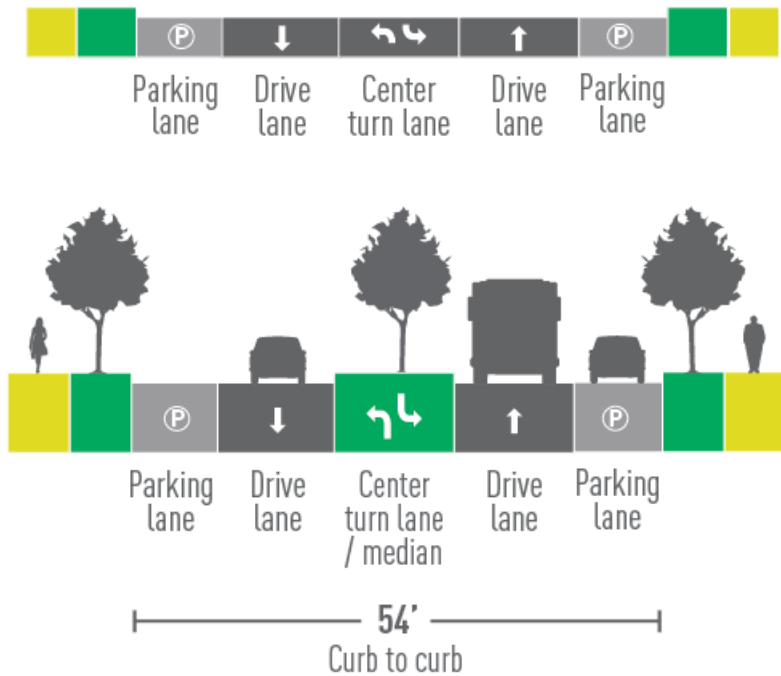 P P
Parking Drive Center Drive Parking
lane lane turn lane lane lane
P P
Parking Drive Center Drive Parking
lane lane turn lane lane lane
/ median
54’
Curb to curb